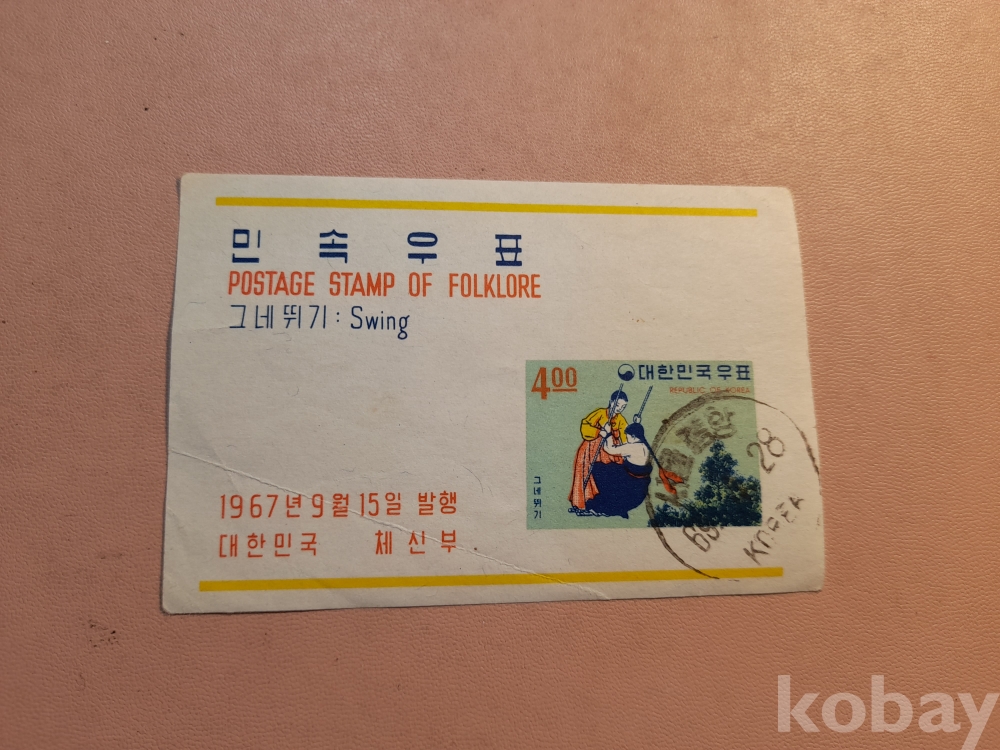 민속우표
POSTAGE STAMP OF FOLKLORE
그네뛰기 : Swing
4.00 대한민국우표
REPUBLIC OF KOREA
그네뛰기
28
KOREA
1967년 9월 15일 발행
대한민국 체신부
kobay